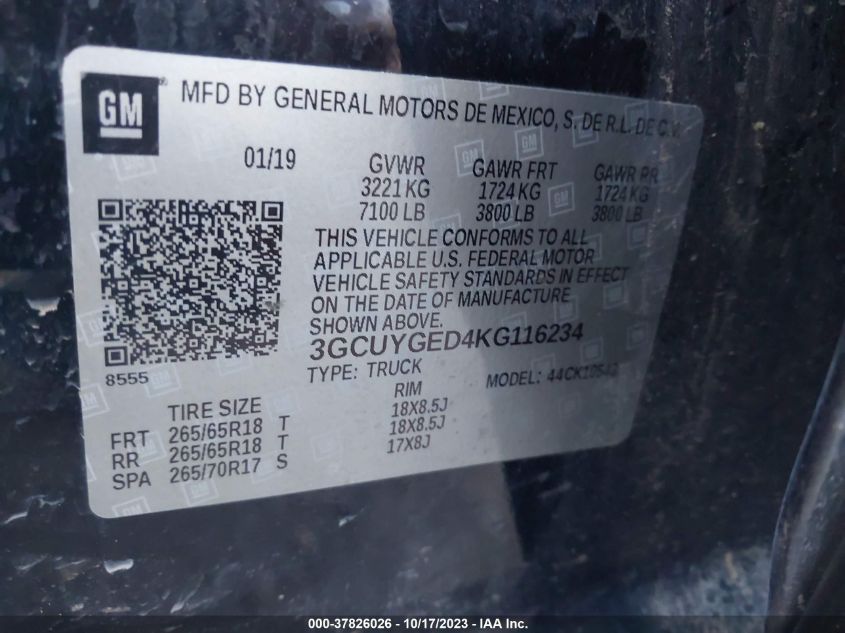 GM
MFD BY GENERAL MOTORS DE MEXICO, S. DE R.L. DE C.V.
01/19 GVWR GAWR FRT GAWR RR
3221 KG 1724 KG 1724 KG
7100 LB 3800 LB 3800 LB
THIS VEHICLE CONFORMS TO ALL
APPLICABLE U.S. FEDERAL MOTOR
VEHICLE SAFETY STANDARDS IN EFFECT
ON THE DATE OF MANUFACTURE
SHOWN ABOVE.
3GCUYGED4KG116234
8555 TYPE: TRUCK MODEL:
TIRE SIZE RIM
FRT 265/65R18 T 18X8.5J
RR 265/65R18 T 18X8.5J
SPA 265/70R17 S 17X8J
000-37826026 - 10/17/2023 - IAA Inc.